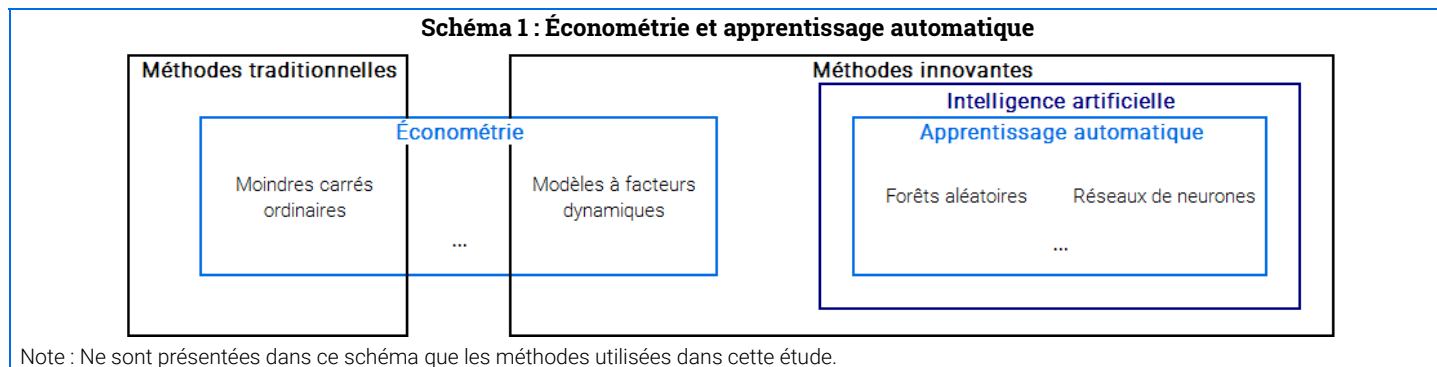 Schéma 1 : Économétrie et apprentissage automatique
Méthodes traditionnelles
Méthodes innovantes
Intelligence artificielle
Économétrie
Apprentissage automatique
Moindres carrés
ordinaires
Modèles à facteurs
dynamiques
Forêts aléatoires
Réseaux de neurones
...
...
Note : Ne sont présentées dans ce schéma que les méthodes utilisées dans cette étude.